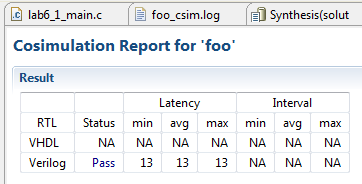 lab6_1_main.c foo_csim.log Synthesis(solut
Cosimulation Report for 'foo'
Result
Latency Interval
RTL Status min avg max min avg max
VHDL NA NA NA NA NA NA NA
Verilog Pass 13 13 13 NA NA NA